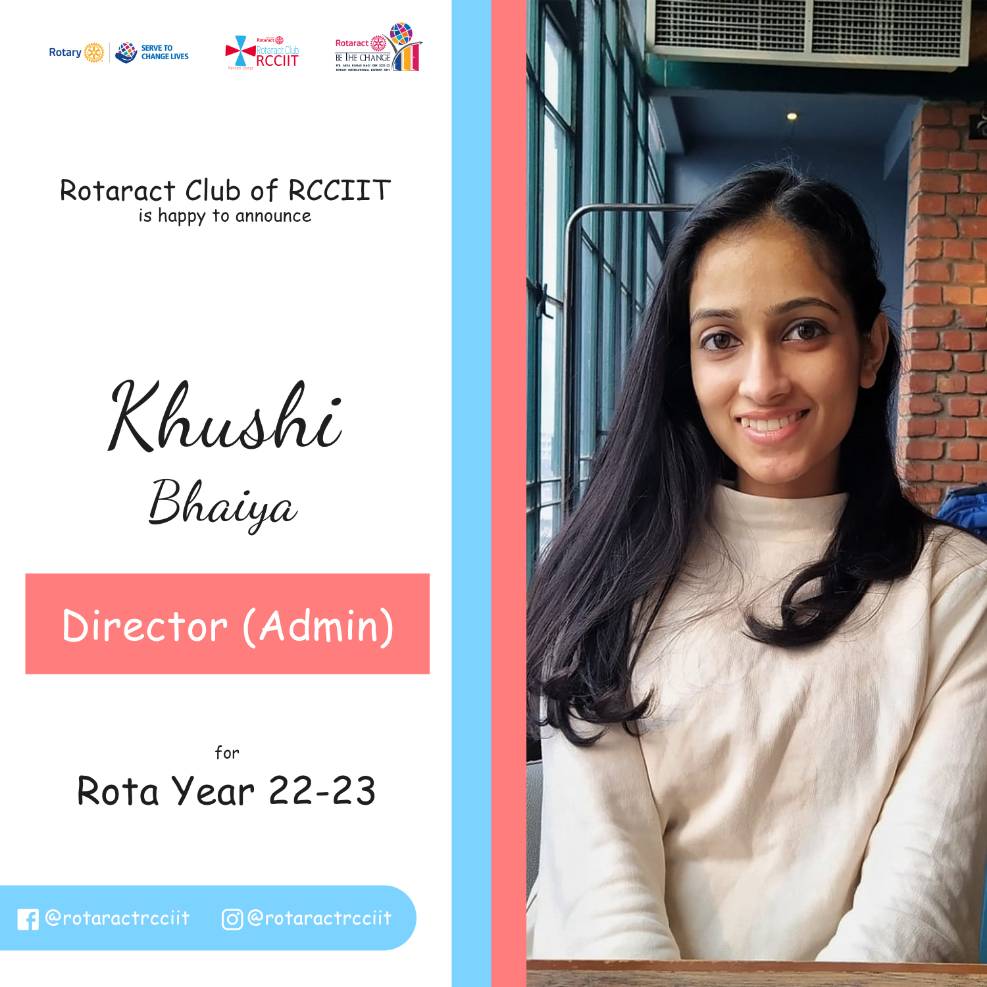 Rotary
SERVE TO
CHANGE LIVES
Rotaract
Rotaract Club
RCCIIT
Rotaract
BE THE CHANGE
Rotaract Club of RCCIIT
is happy to announce
Khushi
Bhaiya
Director (Admin)
for
Rota Year 22-23
@rotaractrcciit
@rotaractrcciit